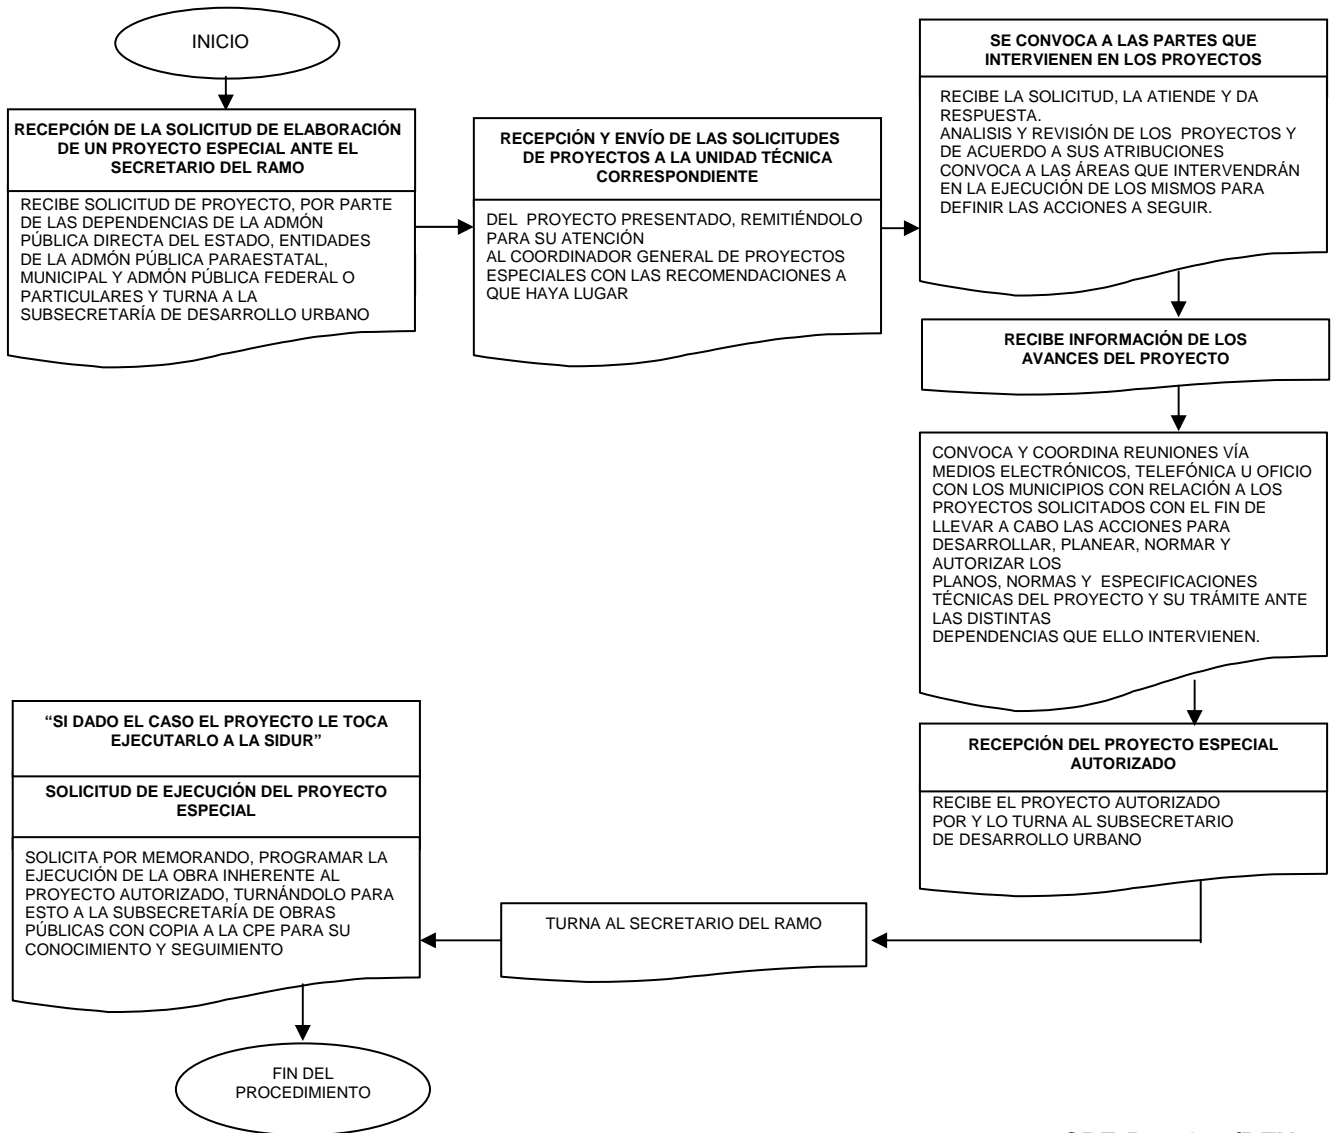 INICIO
RECEPCIÓN DE LA SOLICITUD DE ELABORACIÓN
DE UN PROYECTO ESPECIAL ANTE EL
SECRETARIO DEL RAMO
RECIBE SOLICITUD DE PROYECTO, POR PARTE
DE LAS DEPENDENCIAS DE LA ADMÓN
PÚBLICA DIRECTA DEL ESTADO, ENTIDADES
DE LA ADMÓN PÚBLICA PARAESTATAL,
MUNICIPAL Y ADMÓN PÚBLICA FEDERAL O
PARTICULARES Y TURNA A LA
SUBSECRETARÍA DE DESARROLLO URBANO
RECEPCIÓN Y ENVÍO DE LAS SOLICITUDES
DE PROYECTOS A LA UNIDAD TÉCNICA
CORRESPONDIENTE
DEL PROYECTO PRESENTADO, REMITIÉNDOLO
PARA SU ATENCIÓN
AL COORDINADOR GENERAL DE PROYECTOS
ESPECIALES CON LAS RECOMENDACIONES A
QUE HAYA LUGAR
SE CONVOCA A LAS PARTES QUE
INTERVIENEN EN LOS PROYECTOS
RECIBE LA SOLICITUD, LA ATIENDE Y DA
RESPUESTA.
ANALISIS Y REVISIÓN DE LOS PROYECTOS Y
DE ACUERDO A SUS ATRIBUCIONES
CONVOCA A LAS ÁREAS QUE INTERVENDRÁN
EN LA EJECUCIÓN DE LOS MISMOS PARA
DEFINIR LAS ACCIONES A SEGUIR.
RECIBE INFORMACIÓN DE LOS
AVANCES DEL PROYECTO
CONVOCA Y COORDINA REUNIONES VÍA
MEDIOS ELECTRÓNICOS, TELEFÓNICA U OFICIO
CON LOS MUNICIPIOS CON RELACIÓN A LOS
PROYECTOS SOLICITADOS CON EL FIN DE
LLEVAR A CABO LAS ACCIONES PARA
DESARROLLAR, PLANEAR, NORMAR Y
AUTORIZAR LOS
PLANOS, NORMAS Y ESPECIFICACIONES
TÉCNICAS DEL PROYECTO Y SU TRÁMITE ANTE
LAS DISTINTAS
DEPENDENCIAS QUE ELLO INTERVIENEN.
RECEPCIÓN DEL PROYECTO ESPECIAL
AUTORIZADO
RECIBE EL PROYECTO AUTORIZADO
POR Y LO TURNA AL SUBSECRETARIO
DE DESARROLLO URBANO
TURNA AL SECRETARIO DEL RAMO
“SI DADO EL CASO EL PROYECTO LE TOCA
EJECUTARLO A LA SIDUR”
SOLICITUD DE EJECUCIÓN DEL PROYECTO
ESPECIAL
SOLICITA POR MEMORANDO, PROGRAMAR LA
EJECUCIÓN DE LA OBRA INHERENTE AL
PROYECTO AUTORIZADO, TURNÁNDOLO PARA
ESTO A LA SUBSECRETARÍA DE OBRAS
PÚBLICAS CON COPIA A LA CPE PARA SU
CONOCIMIENTO Y SEGUIMIENTO
FIN DEL
PROCEDIMIENTO